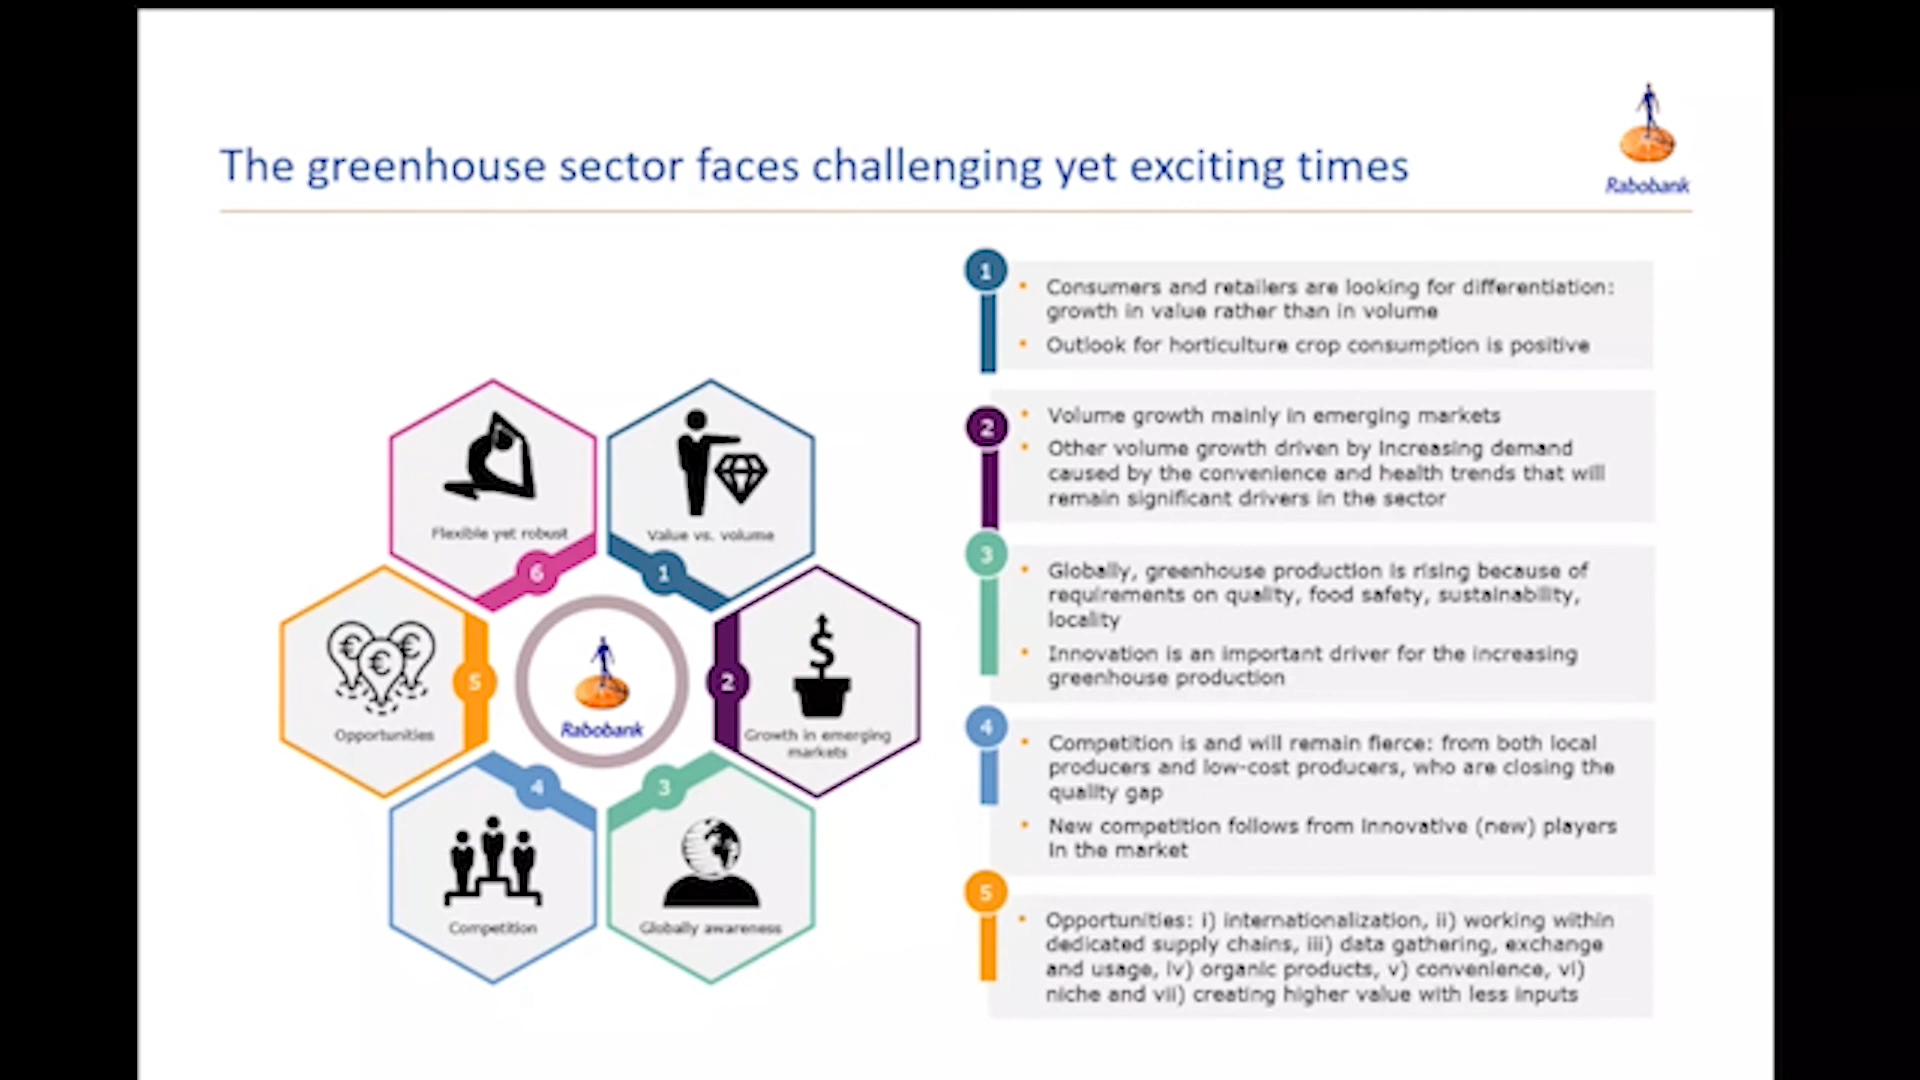 The greenhouse sector faces challenging yet exciting times
Rabobank
Flexible yet robust
6
Value vs. volume
1
Opportunities
5
Rabobank
2
Growth in emerging
markets
4
Competition
3
Globally awareness
1
• Consumers and retailers are looking for differentiation:
growth in value rather than in volume
• Outlook for horticulture crop consumption is positive
2
• Volume growth mainly in emerging markets
• Other volume growth driven by increasing demand
caused by the convenience and health trends that will
remain significant drivers in the sector
3
• Globally, greenhouse production is rising because of
requirements on quality, food safety, sustainability,
locality
• Innovation is an important driver for the increasing
greenhouse production
4
• Competition is and will remain fierce: from both local
producers and low-cost producers, who are closing the
quality gap
• New competition follows from innovative (new) players
in the market
5
• Opportunities: i) internationalization, ii) working within
dedicated supply chains, iii) data gathering, exchange
and usage, iv) organic products, v) convenience, vi)
niche and vii) creating higher value with less inputs